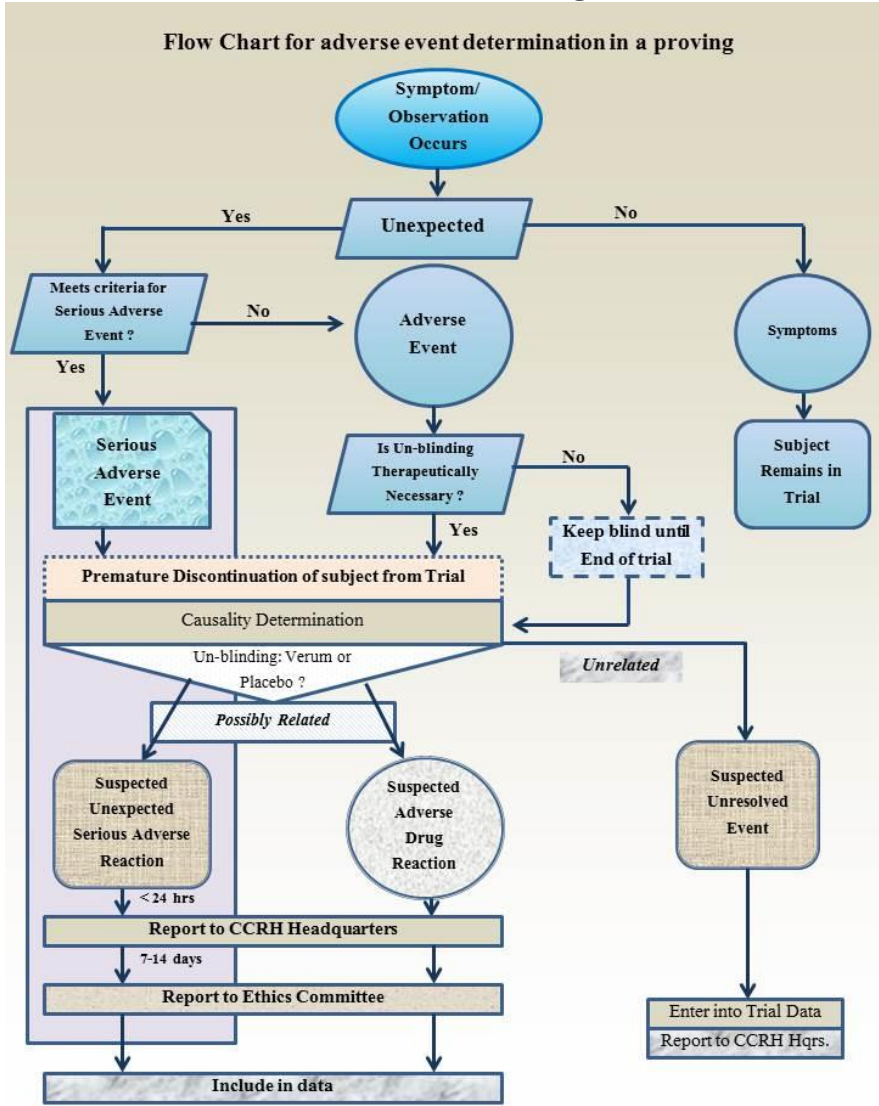 Flow Chart for adverse event determination in a proving
Symptom/
Observation
Occurs
Yes
Unexpected
No
Meets criteria for
Serious Adverse
Event ?
No
Adverse
Event
Symptoms
Yes
Serious
Adverse
Event
Is Un-blinding
Therapeutically
Necessary ?
No
Subject
Remains in
Trial
Yes
Keep blind until
End of trial
Premature Discontinuation of subject from Trial
Causality Determination
Un-blinding: Verum or
Placebo ?
Unrelated
Possibly Related
Suspected
Unexpected
Serious Adverse
Reaction
Suspected
Adverse
Drug
Reaction
Suspected
Unresolved
Event
< 24 hrs
Report to CCRH Headquarters
7-14 days
Report to Ethics Committee
Enter into Trial Data
Report to CCRH Hqrs.
Include in data